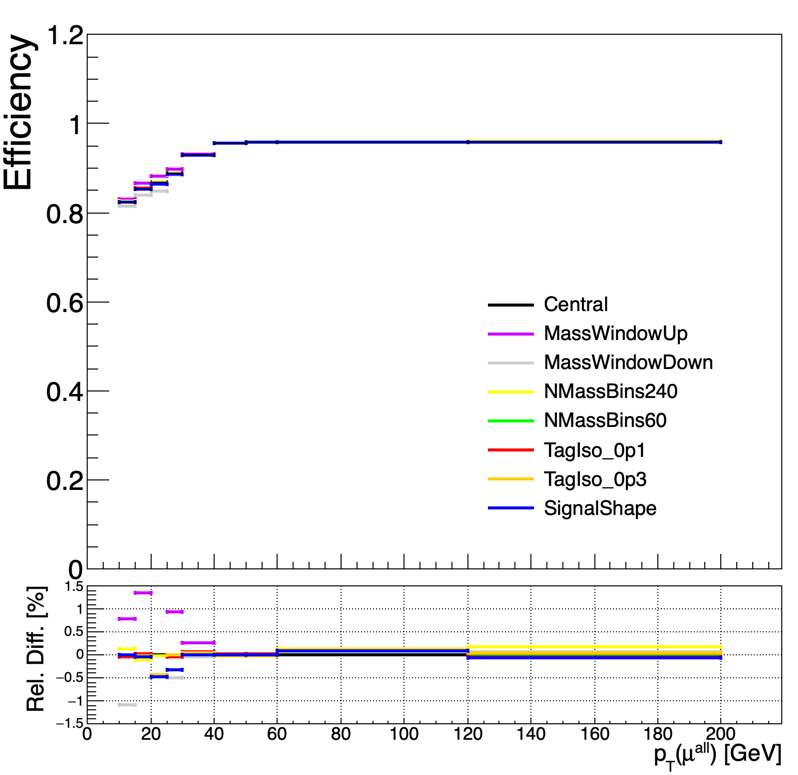 Efficiency
1.2
1
0.8
0.6
0.4
0.2
0
Central
MassWindowUp
MassWindowDown
NMassBins240
NMassBins60
TagIso_0p1
TagIso_0p3
SignalShape
Rel. Diff. [%]
1.5
1
0.5
0
−0.5
−1
−1.5
0 20 40 60 80 100 120 140 160 180 200
p_T(μ^all) [GeV]